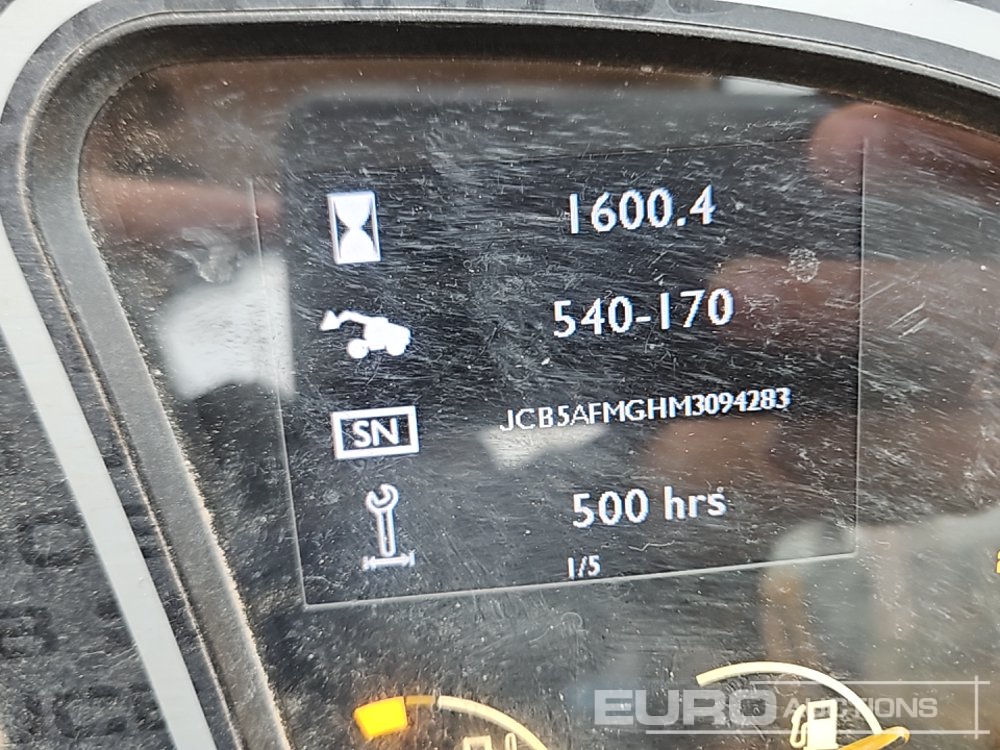 1600.4
540-170
SN JCB5AFMGHM3094283
500 hrs
1/5
EURO AUCTIONS